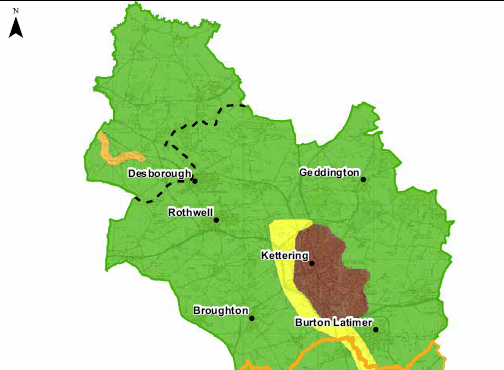 N
Desborough
Geddington
Rothwell
Kettering
Broughton
Burton Latimer